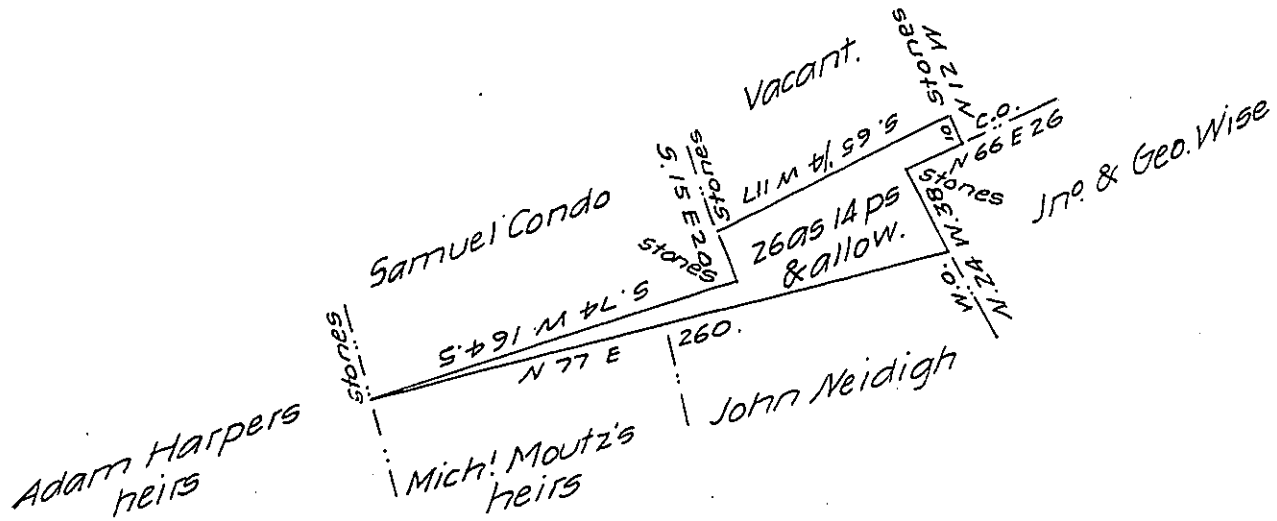 Vacant.
Stones
N 12 W
10
C.O.
N 66 E 26
Jno. & Geo. Wise
stones
N. 24 W. 38
W.O.
S. 65 1/4 W 117
Stones
S. 15 E 20
stones
26as 14 ps
& allow.
Samuel Condo
S. 74 W. 164.5
stones
N 77 E
260.
John Neidigh
Adam Harpers
heirs
Mich! Moutz's
heirs